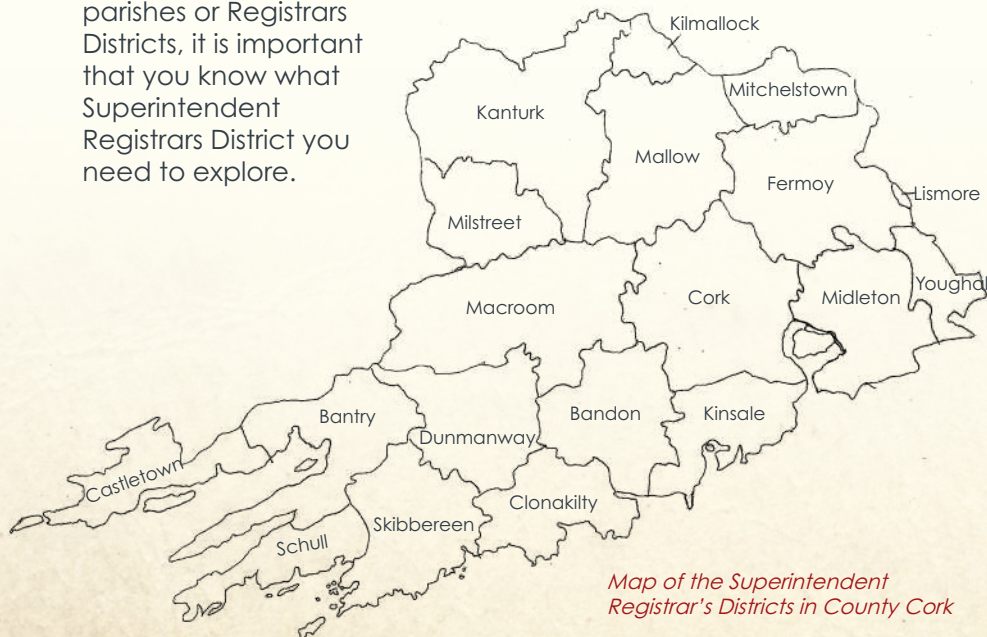 parishes or Registrars
Districts, it is important
that you know what
Superintendent
Registrars District you
need to explore.
Kilmallock
Mitchelstown
Kanturk
Mallow
Fermoy
Lismore
Milstreet
Youghal
Macroom
Cork
Midleton
Bantry
Bandon
Kinsale
Dunmanway
Castletown
Clonakilty
Skibbereen
Schull
Map of the Superintendent
Registrar's Districts in County Cork